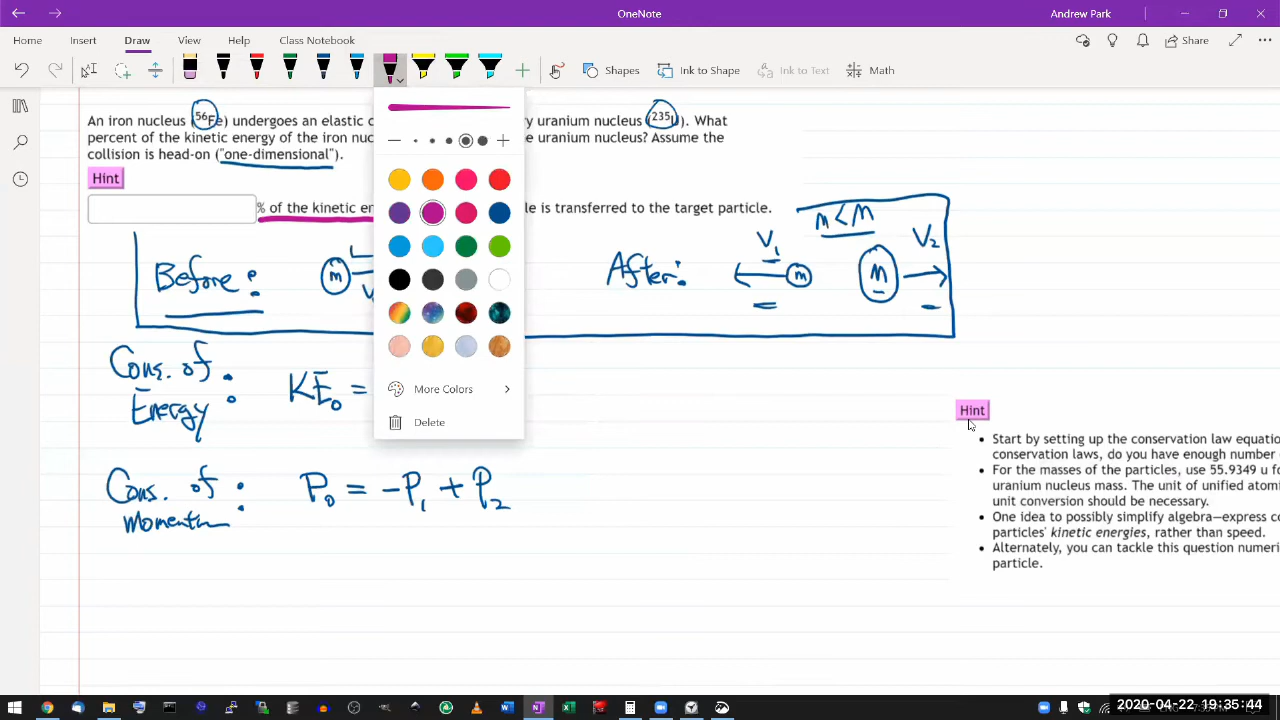 OneNote
Andrew Park
Home Insert Draw View Help Class Notebook
Share
Shapes Ink to Shape Ink to Text Math
An iron nucleus (56Fe) undergoes an elastic c y uranium nucleus (235U). What
percent of the kinetic energy of the iron nuc e uranium nucleus? Assume the
collision is head-on ("one-dimensional").
Hint
% of the kinetic en le is transferred to the target particle.
m < M
Before: m V After: V1 m M V2
Cons. of
Energy :
KE0 =
More Colors
Delete
Cons. of
Momentum :
P0 = -P1 + P2
Hint
• Start by setting up the conservation law equatio
conservation laws, do you have enough number
• For the masses of the particles, use 55.9349 u fo
uranium nucleus mass. The unit of unified atomi
unit conversion should be necessary.
• One idea to possibly simplify algebra—express co
particles' kinetic energies, rather than speed.
• Alternately, you can tackle this question numeri
particle.
2020-04-22 19:35:44